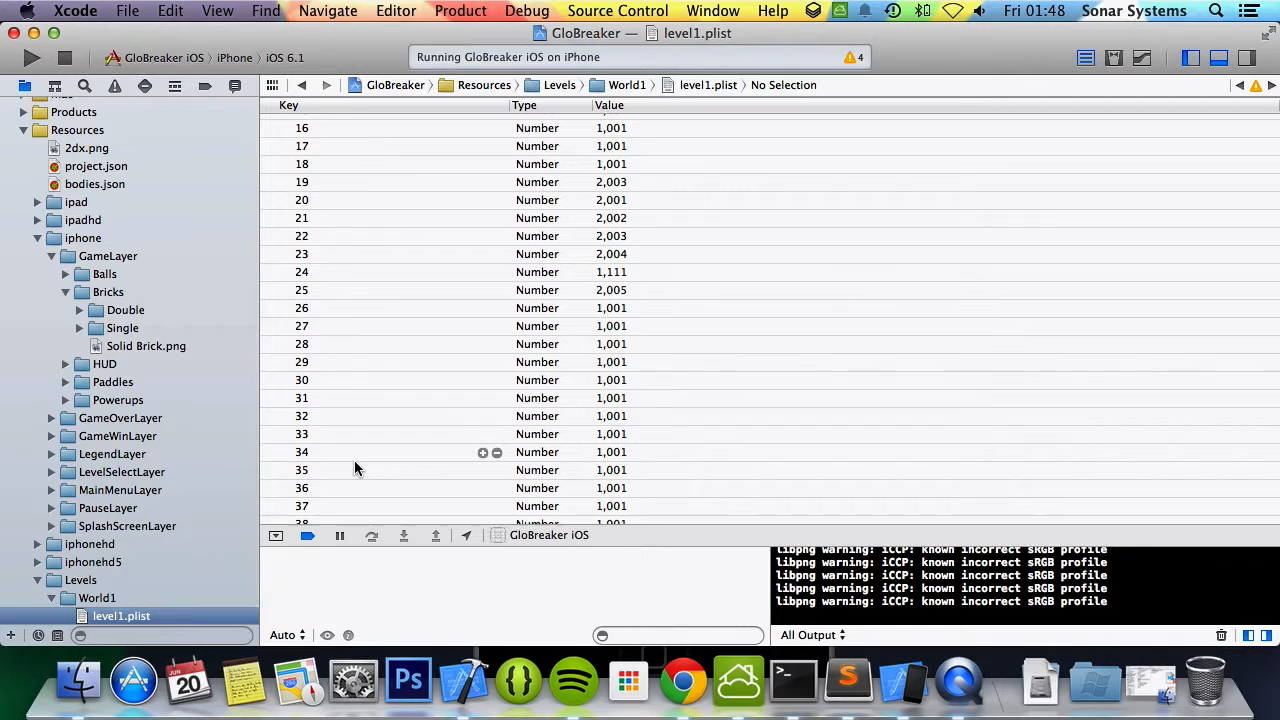 Xcode File Edit View Find Navigate Editor Product Debug Source Control Window Help Fri 01:48 Sonar Systems
GloBreaker — level1.plist
GloBreaker iOS iPhone iOS 6.1
Running GloBreaker iOS on iPhone 4
GloBreaker Resources Levels World1 level1.plist No Selection
Key Type Value
Products
Resources
2dx.png
project.json
bodies.json
ipad
ipadhd
iphone
GameLayer
Balls
Bricks
Double
Single
Solid Brick.png
HUD
Paddles
Powerups
GameOverLayer
GameWinLayer
LegendLayer
LevelSelectLayer
MainMenuLayer
PauseLayer
SplashScreenLayer
iphonehd
iphonehd5
Levels
World1
level1.plist
16 Number 1,001
17 Number 1,001
18 Number 1,001
19 Number 2,003
20 Number 2,001
21 Number 2,002
22 Number 2,003
23 Number 2,004
24 Number 1,111
25 Number 2,005
26 Number 1,001
27 Number 1,001
28 Number 1,001
29 Number 1,001
30 Number 1,001
31 Number 1,001
32 Number 1,001
33 Number 1,001
34 Number 1,001
35 Number 1,001
36 Number 1,001
37 Number 1,001
38 Number 1,001
GloBreaker iOS
libpng warning: iCCP: known incorrect sRGB profile
libpng warning: iCCP: known incorrect sRGB profile
libpng warning: iCCP: known incorrect sRGB profile
libpng warning: iCCP: known incorrect sRGB profile
libpng warning: iCCP: known incorrect sRGB profile
Auto
All Output
JUN
20
Ps
S